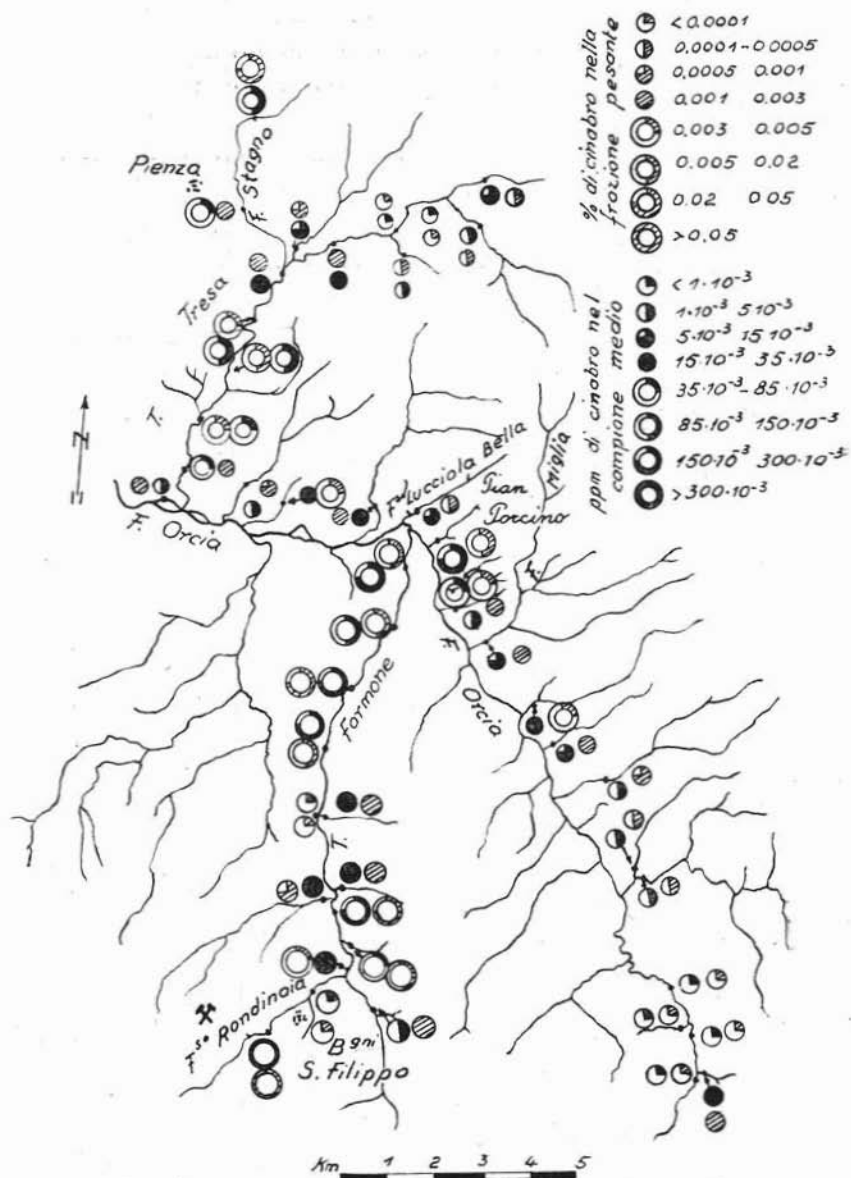 % di cinabro nella
frazione pesante
< 0.0001
0.0001-0.0005
0.0005 0.001
0.001 0.003
0.003 0.005
0.005 0.02
0.02 005
>0.05
ppm di cinabro nel
campione medio
< 1·10⁻³
1·10⁻³ 5·10⁻³
5·10⁻³ 15·10⁻³
15·10⁻³ 35·10⁻³
35·10⁻³-85·10⁻³
85·10⁻³ 150·10⁻³
150·10⁻³ 300·10⁻³
>300·10⁻³
Pienza
F. Stagno
Tresa
T.
N
F. Orcia
Fso Lucciola Bella
Pian
Porcino
Miglia
F.
Orcia
Formone
T.
Fso Rondinaia
Bgni
S. Filippo
Km 1 2 3 4 5